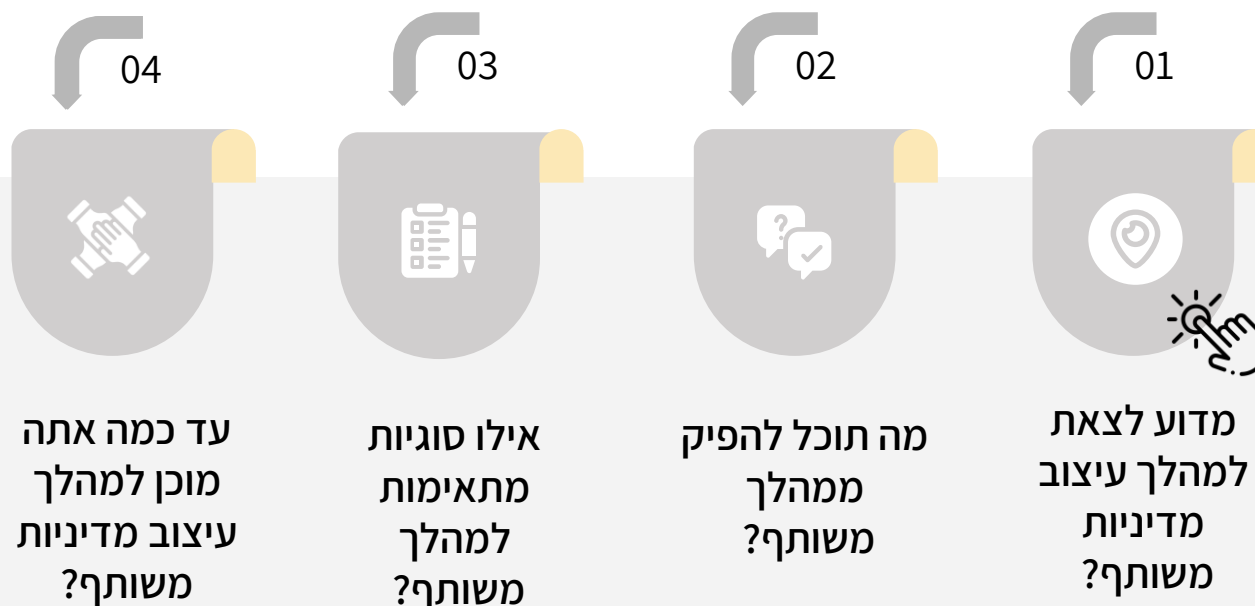 01
מדוע לצאת
למהלך עיצוב
מדיניות
משותף?
02
מה תוכל להפיק
ממהלך
משותף?
03
אילו סוגיות
מתאימות
למהלך
משותף?
04
עד כמה אתה
מוכן למהלך
עיצוב מדיניות
משותף?